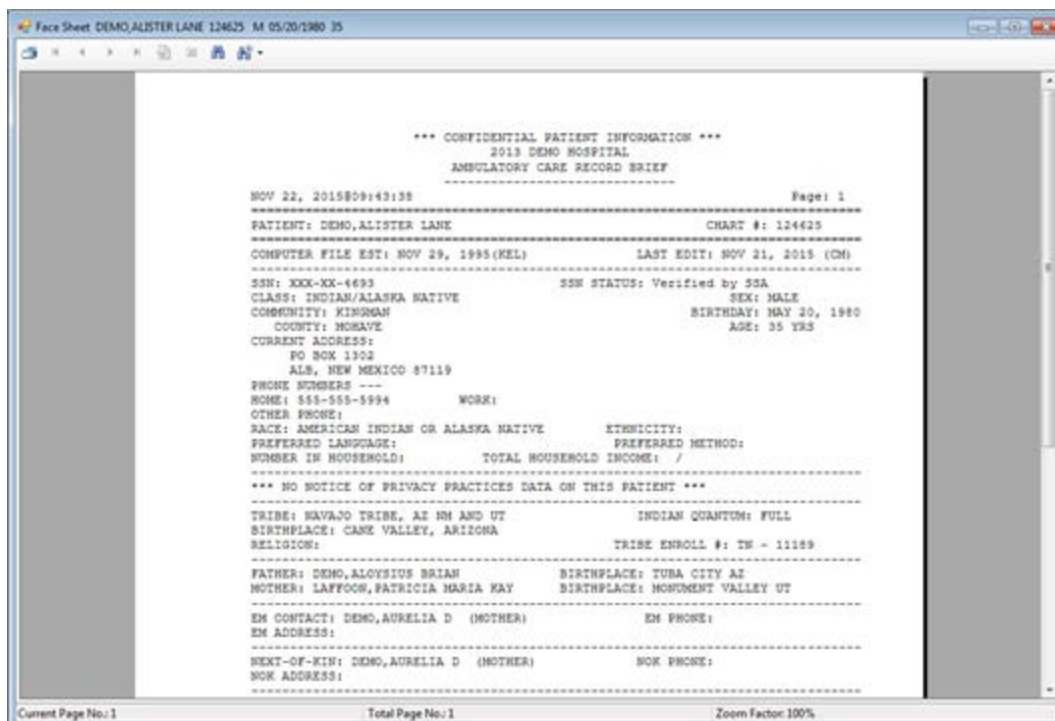 Face Sheet DEMO,ALISTER LANE 124625 M 05/20/1980 35
*** CONFIDENTIAL PATIENT INFORMATION ***
2013 DEMO HOSPITAL
AMBULATORY CARE RECORD BRIEF
NOV 22, 2015@09:43:38 Page: 1
PATIENT: DEMO,ALISTER LANE CHART #: 124625
COMPUTER FILE EST: NOV 29, 1995(KEL) LAST EDIT: NOV 21, 2015 (CM)
SSN: XXX-XX-4693 SSN STATUS: Verified by SSA
CLASS: INDIAN/ALASKA NATIVE SEX: MALE
COMMUNITY: KINGMAN BIRTHDAY: MAY 20, 1980
COUNTY: MOHAVE AGE: 35 YRS
CURRENT ADDRESS:
PO BOX 1302
ALB, NEW MEXICO 87119
PHONE NUMBERS ---
HOME: 555-555-5994 WORK:
OTHER PHONE:
RACE: AMERICAN INDIAN OR ALASKA NATIVE ETHNICITY:
PREFERRED LANGUAGE: PREFERRED METHOD:
NUMBER IN HOUSEHOLD: TOTAL HOUSEHOLD INCOME: /
*** NO NOTICE OF PRIVACY PRACTICES DATA ON THIS PATIENT ***
TRIBE: NAVAJO TRIBE, AZ NM AND UT INDIAN QUANTUM: FULL
BIRTHPLACE: CANE VALLEY, ARIZONA
RELIGION: TRIBE ENROLL #: TN - 11189
FATHER: DEMO,ALOYSIUS BRIAN BIRTHPLACE: TUBA CITY AZ
MOTHER: LAFFOON,PATRICIA MARIA KAY BIRTHPLACE: MONUMENT VALLEY UT
EM CONTACT: DEMO,AURELIA D (MOTHER) EM PHONE:
EM ADDRESS:
NEXT-OF-KIN: DEMO,AURELIA D (MOTHER) NOK PHONE:
NOK ADDRESS:
Current Page No.: 1 Total Page No.: 1 Zoom Factor: 100%